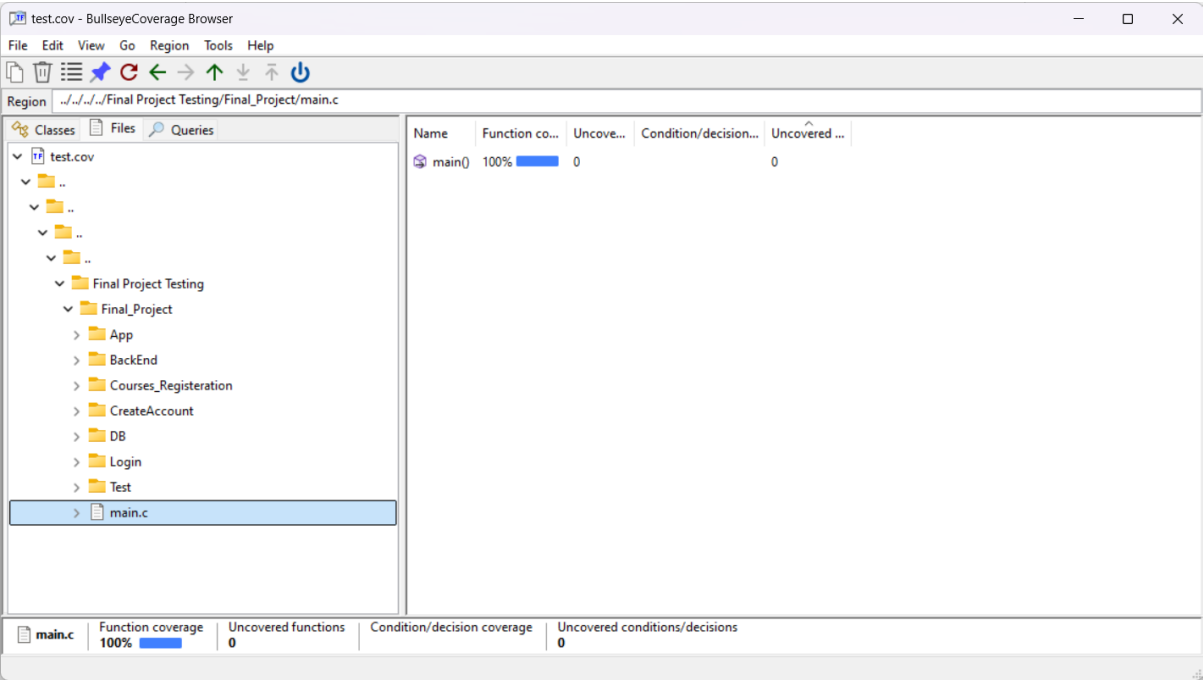 test.cov - BullseyeCoverage Browser
File Edit View Go Region Tools Help
Region ../../../../Final Project Testing/Final_Project/main.c
Classes Files Queries
test.cov
..
..
..
..
Final Project Testing
Final_Project
App
BackEnd
Courses_Registeration
CreateAccount
DB
Login
Test
main.c
Name Function co... Uncove... Condition/decision... Uncovered ...
main() 100% 0 0
main.c
Function coverage
100%
Uncovered functions
0
Condition/decision coverage
Uncovered conditions/decisions
0